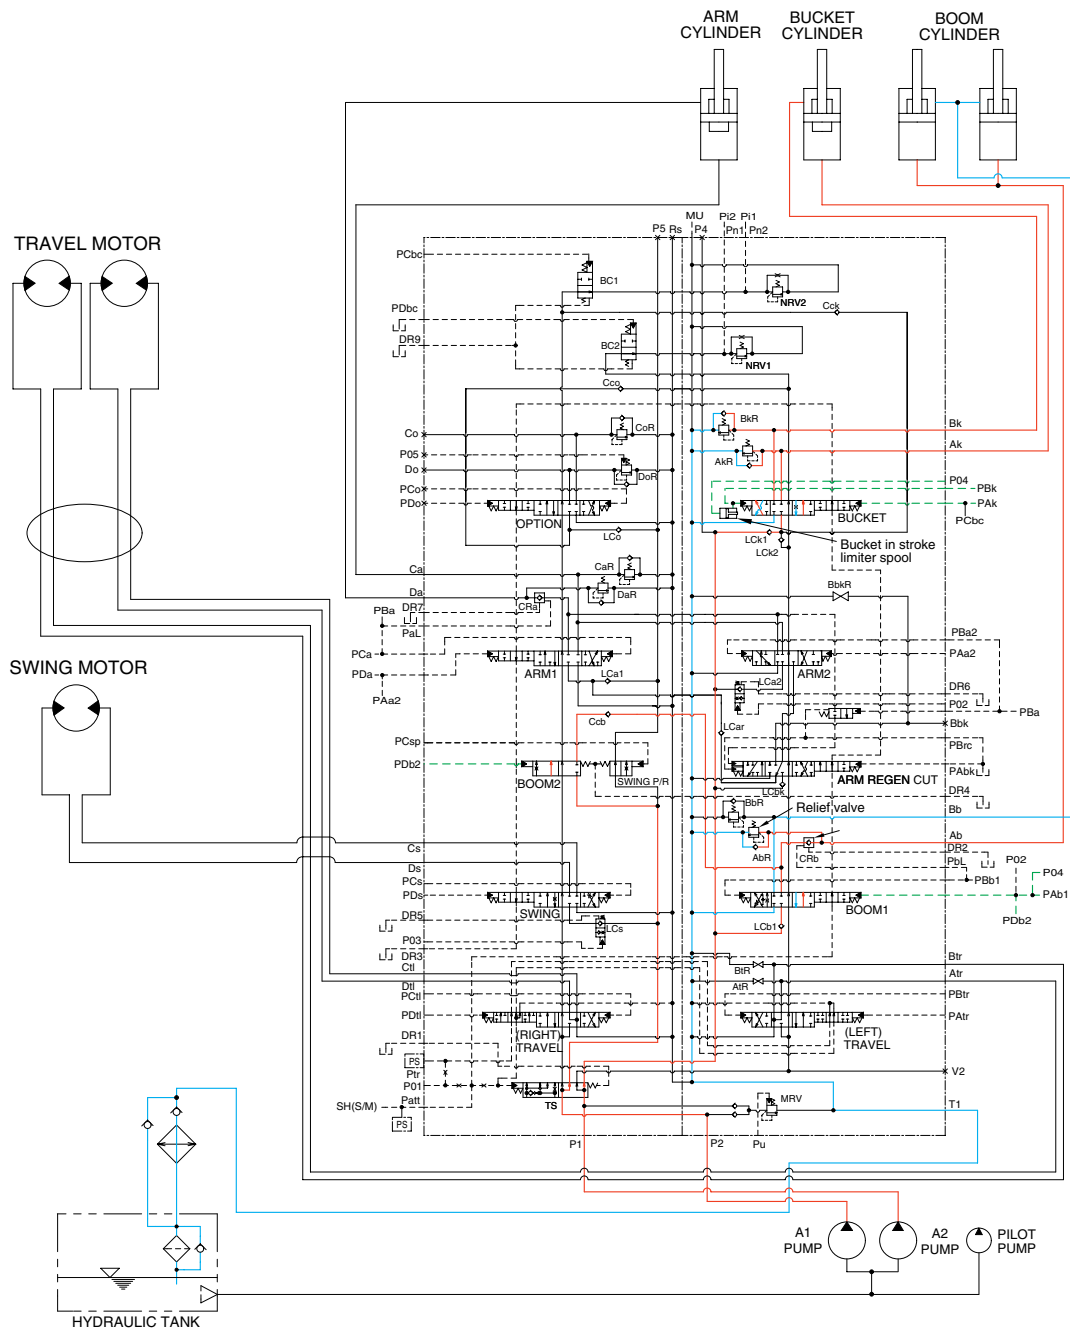 ARM
CYLINDER
BUCKET
CYLINDER
BOOM
CYLINDER
TRAVEL MOTOR
SWING MOTOR
P5 Rs
MU P4
Pi2 Pi1
Pn1 Pn2
PCbc
BC1
NRV2
Cck
PDbc
DR9
BC2
NRV1
Cco
Co
CoR
BkR
Bk
P05
AkR
Ak
Do
DoR
P04
PCo
PBk
PDo
PAk
OPTION
BUCKET
PCbc
LCo
LCk1
LCk2
Bucket in stroke
limiter spool
Ca
CaR
Da
DaR
BbkR
CRa
DR7
PBa
PaL
PBa2
PCa
PAa2
PDa
ARM1
ARM2
LCa1
LCa2
DR6
PAa2
P02
PBa
Ccb
LCar
Bbk
PCsp
PBrc
PDb2
PAbk
BOOM2
SWING P/R
ARM REGEN CUT
LCbk
DR4
BbR
Relief valve
Bb
AbR
CRb
Ab
Cs
DR2
Ds
PbL
P02
P04
PCs
PBb1
PDs
PAb1
SWING
BOOM1
PDb2
DR5
LCs
LCb1
P03
DR3
Ctl
BtR
Btr
Dtl
AtR
Atr
PCtl
PBtr
PDtl
PAtr
(RIGHT)
TRAVEL
(LEFT)
TRAVEL
DR1
PS
Ptr
P01
V2
Patt
TS
MRV
SH(S/M)
T1
PS
P1
P2
Pu
A1
PUMP
A2
PUMP
PILOT
PUMP
HYDRAULIC TANK